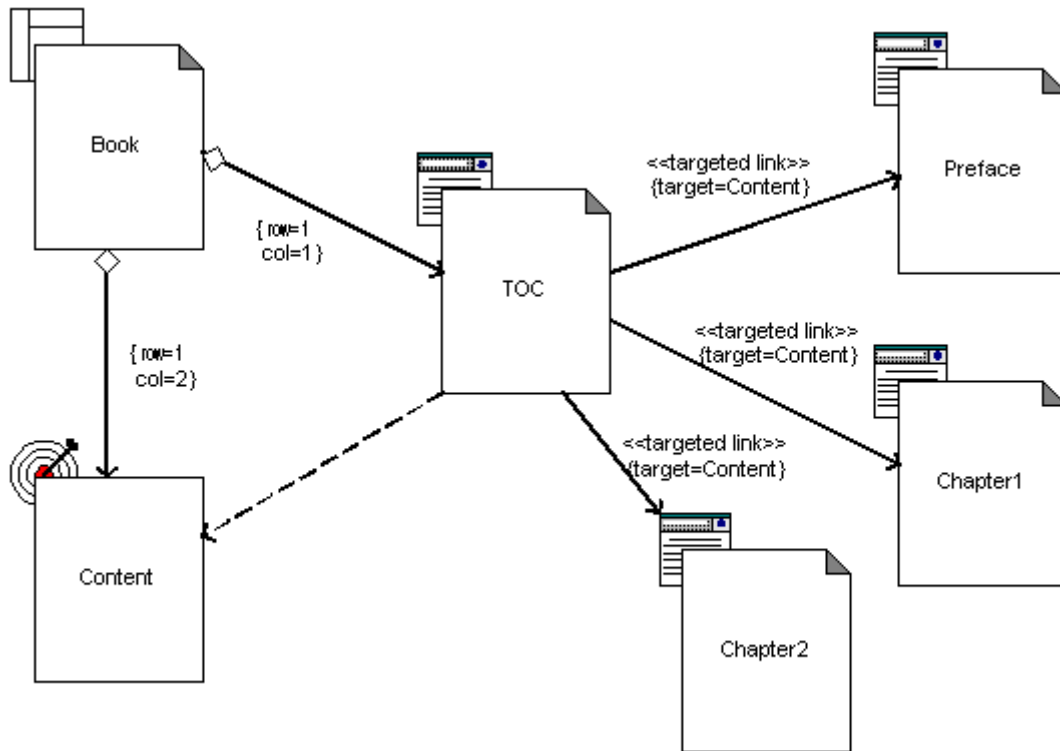 Book
<<targeted link>>
{target=Content}
Preface
{row=1
col=1}
TOC
<<targeted link>>
{target=Content}
{row=1
col=2}
<<targeted link>>
{target=Content}
Chapter1
Content
Chapter2